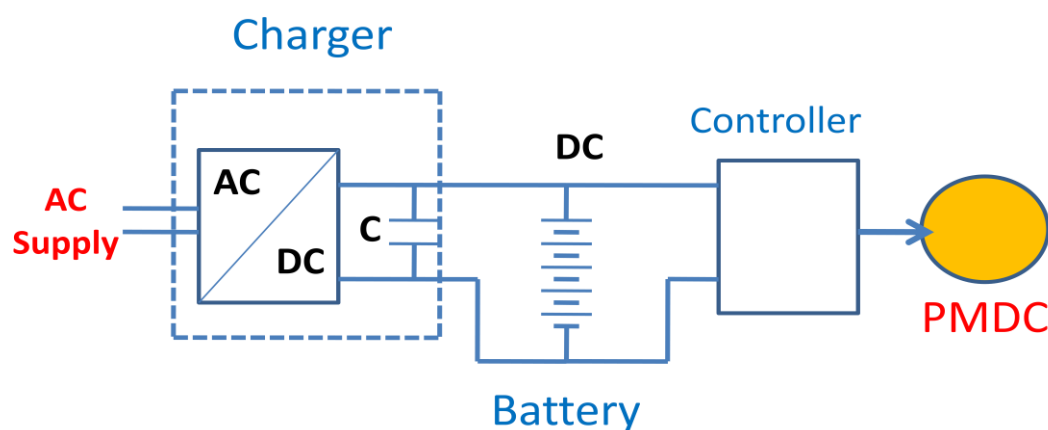 Charger
Controller
DC
AC
AC
Supply
C
DC
PMDC
Battery